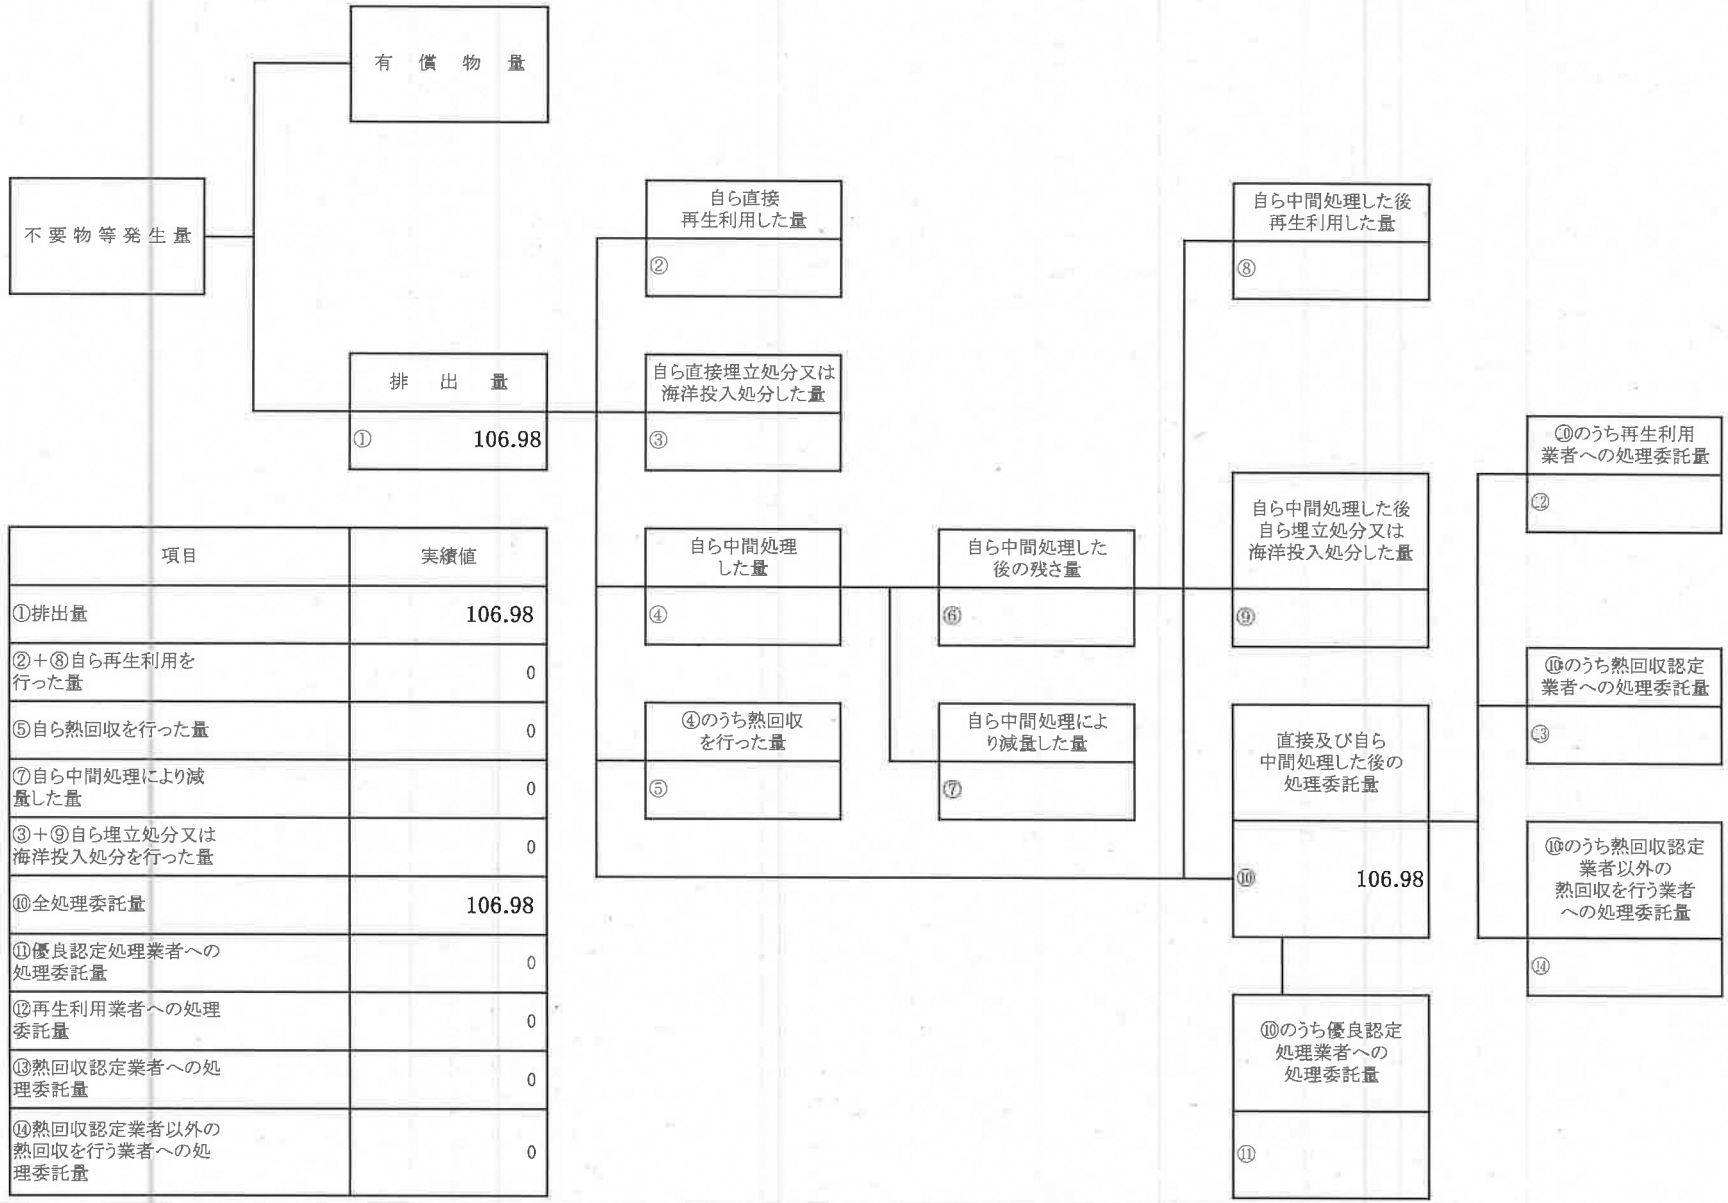 有償物量
不要物等発生量
自ら直接
再生利用した量
②
自ら中間処理した後
再生利用した量
⑧
排出量
① 106.98
自ら直接埋立処分又は
海洋投入処分した量
③
⑩のうち再生利用
業者への処理委託量
⑫
自ら中間処理
した量
④
自ら中間処理した
後の残さ量
⑥
自ら中間処理した後
自ら埋立処分又は
海洋投入処分した量
⑨
⑩のうち熱回収認定
業者への処理委託量
⑬
④のうち熱回収
を行った量
⑤
自ら中間処理によ
り減量した量
⑦
直接及び自ら
中間処理した後の
処理委託量
⑩ 106.98
⑩のうち熱回収認定
業者以外の
熱回収を行う業者
への処理委託量
⑭
⑩のうち優良認定
処理業者への
処理委託量
⑪
項目 実績値
①排出量 106.98
②+⑧自ら再生利用を
行った量 0
⑤自ら熱回収を行った量 0
⑦自ら中間処理により減
量した量 0
③+⑨自ら埋立処分又は
海洋投入処分を行った量 0
⑩全処理委託量 106.98
⑪優良認定処理業者への
処理委託量 0
⑫再生利用業者への処理
委託量 0
⑬熱回収認定業者への処
理委託量 0
⑭熱回収認定業者以外の
熱回収を行う業者への処
理委託量 0